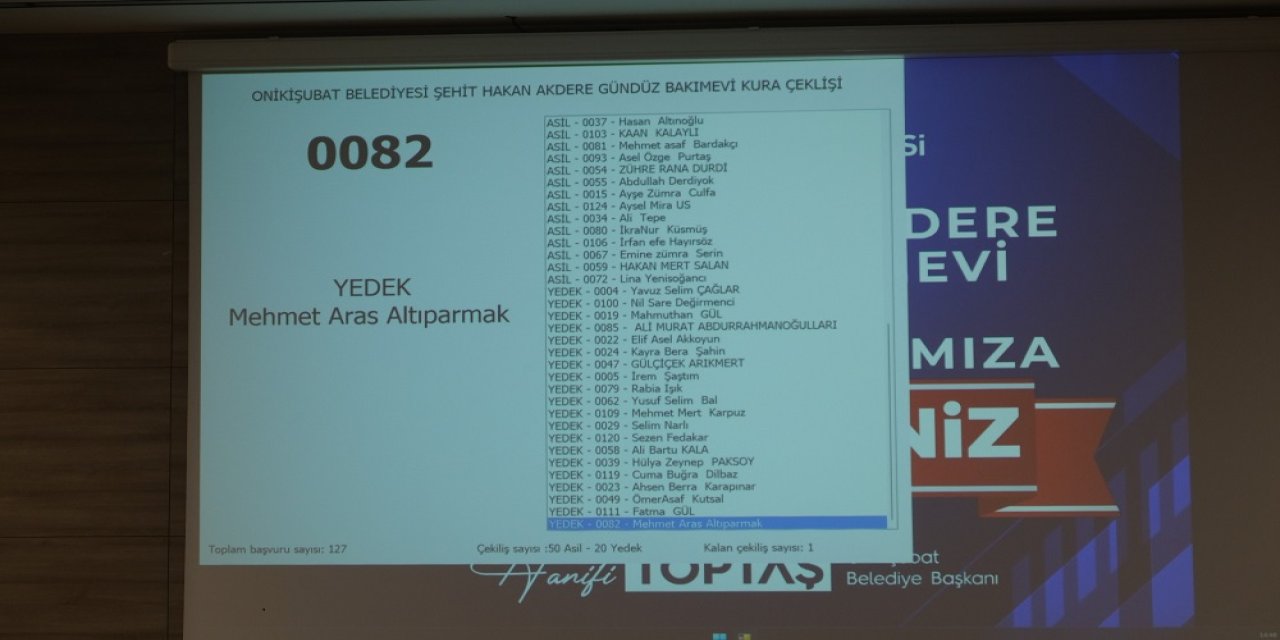 ONİKİŞUBAT BELEDİYESİ ŞEHİT HAKAN AKDERE GÜNDÜZ BAKIMEVİ KURA ÇEKLİŞİ
0082
YEDEK
Mehmet Aras Altıparmak
ASİL - 0037 - Hasan Altınoğlu
ASİL - 0103 - KAAN KALAYLI
ASİL - 0081 - Mehmet asaf Bardakçı
ASİL - 0093 - Asel Özge Purtaş
ASİL - 0054 - ZÜHRE RANA DURDİ
ASİL - 0055 - Abdullah Derdiyok
ASİL - 0015 - Ayşe Zümra Culfa
ASİL - 0124 - Aysel Mira US
ASİL - 0034 - Ali Tepe
ASİL - 0080 - İkraNur Küsmüş
ASİL - 0106 - İrfan efe Hayırsöz
ASİL - 0067 - Emine zümra Serin
ASİL - 0059 - HAKAN MERT SALAN
ASİL - 0072 - Lina Yenisoğancı
YEDEK - 0004 - Yavuz Selim ÇAĞLAR
YEDEK - 0100 - Nil Sare Değirmenci
YEDEK - 0019 - Mahmuthan GÜL
YEDEK - 0085 - ALİ MURAT ABDURRAHMANOĞULLARI
YEDEK - 0022 - Elif Asel Akkoyun
YEDEK - 0024 - Kayra Bera Şahin
YEDEK - 0047 - GÜLÇİÇEK ARIKMERT
YEDEK - 0005 - İrem Şaştım
YEDEK - 0079 - Rabia Işık
YEDEK - 0062 - Yusuf Selim Bal
YEDEK - 0109 - Mehmet Mert Karpuz
YEDEK - 0029 - Selim Narlı
YEDEK - 0120 - Sezen Fedakar
YEDEK - 0058 - Ali Bartu KALA
YEDEK - 0039 - Hülya Zeynep PAKSOY
YEDEK - 0119 - Cuma Buğra Dilbaz
YEDEK - 0023 - Ahsen Berra Karapınar
YEDEK - 0049 - ÖmerAsaf Kutsal
YEDEK - 0111 - Fatma GÜL
YEDEK - 0082 - Mehmet Aras Altıparmak
Toplam başvuru sayısı: 127
Çekiliş sayısı :50 Asil - 20 Yedek
Kalan çekiliş sayısı: 1
Sİ
DERE
EVİ
MIZA
NİZ
Hanifi TOPTAŞ
bat
Belediye Başkanı